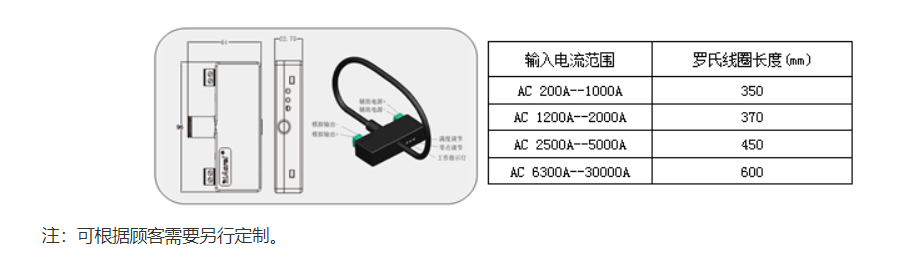 辅助电源-
辅助电源+
模拟输出-
模拟输出+
满度调节
零点调节
工作指示灯
输入电流范围 罗氏线圈长度(mm)
AC 200A--1000A 350
AC 1200A--2000A 370
AC 2500A--5000A 450
AC 6300A--30000A 600
注：可根据顾客需要另行定制。